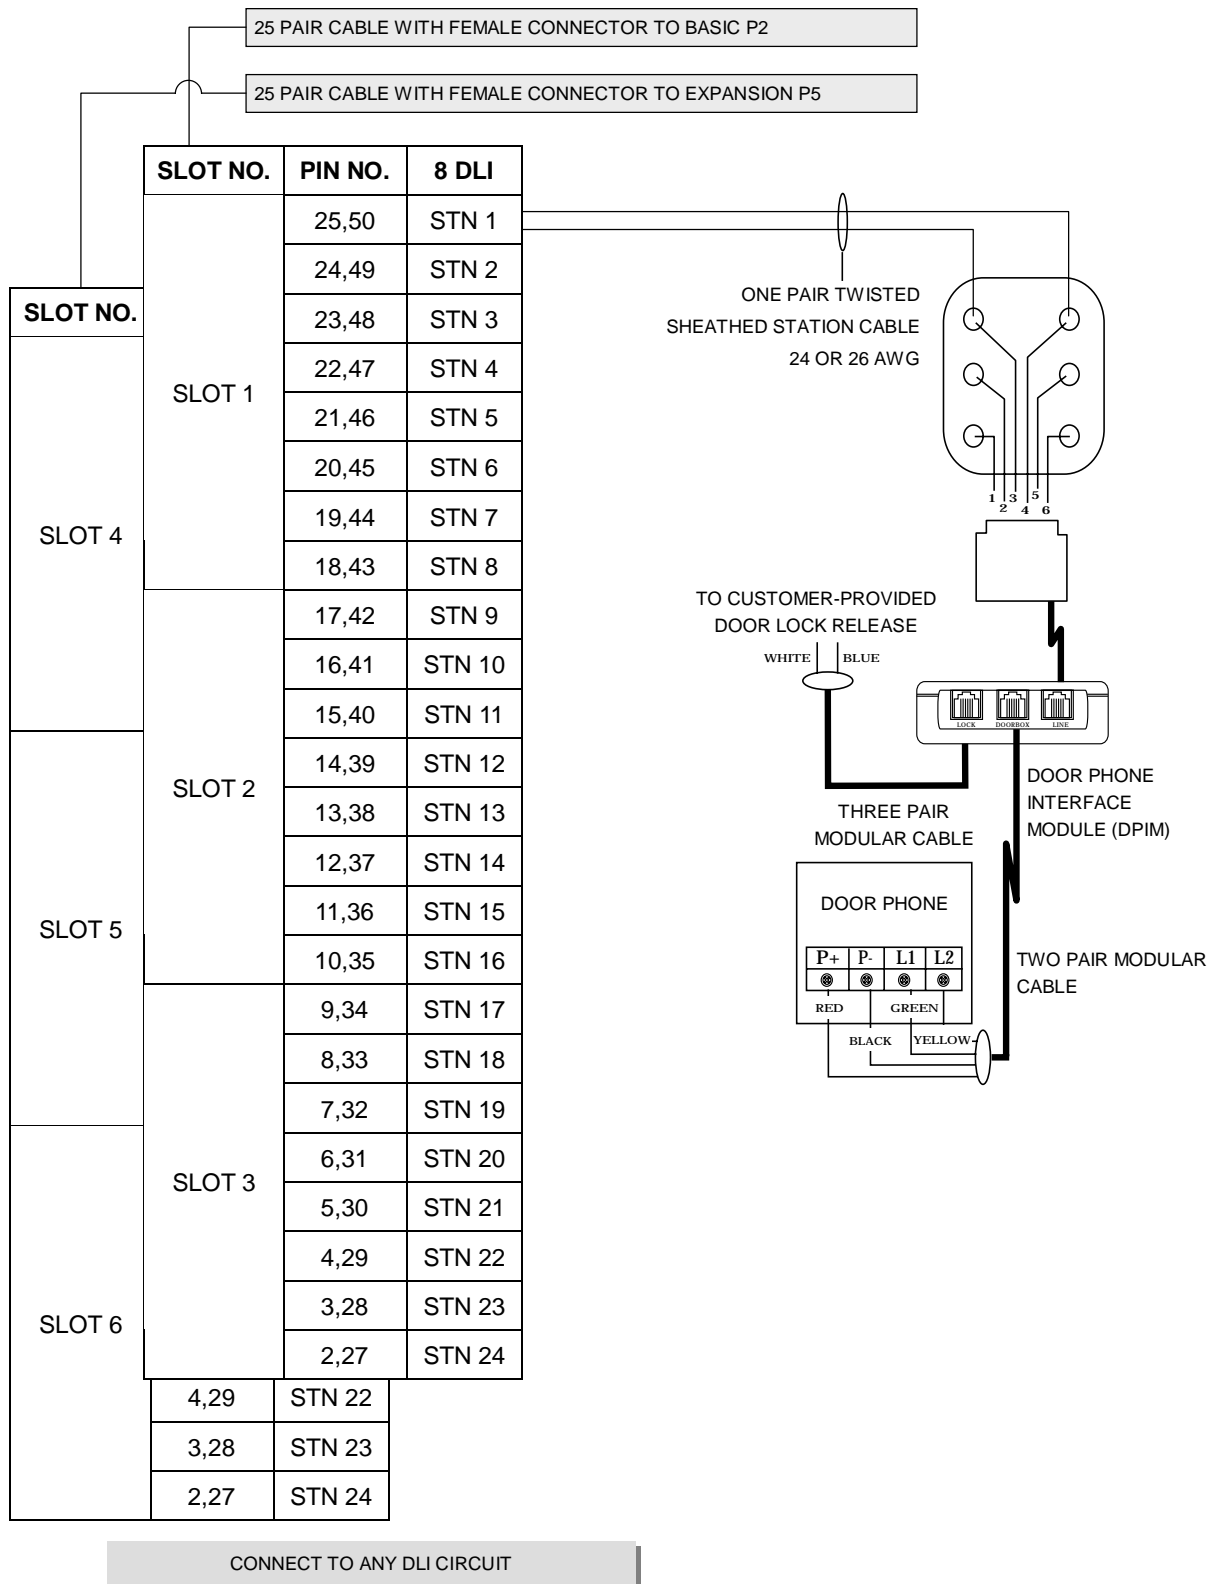 25 PAIR CABLE WITH FEMALE CONNECTOR TO BASIC P2
25 PAIR CABLE WITH FEMALE CONNECTOR TO EXPANSION P5
SLOT NO. PIN NO. 8 DLI
SLOT 1
25,50 STN 1
24,49 STN 2
23,48 STN 3
22,47 STN 4
21,46 STN 5
20,45 STN 6
19,44 STN 7
18,43 STN 8
SLOT 2
17,42 STN 9
16,41 STN 10
15,40 STN 11
14,39 STN 12
13,38 STN 13
12,37 STN 14
11,36 STN 15
10,35 STN 16
SLOT 3
9,34 STN 17
8,33 STN 18
7,32 STN 19
6,31 STN 20
5,30 STN 21
4,29 STN 22
3,28 STN 23
2,27 STN 24
SLOT NO.
SLOT 4
SLOT 5
SLOT 6
4,29 STN 22
3,28 STN 23
2,27 STN 24
ONE PAIR TWISTED
SHEATHED STATION CABLE
24 OR 26 AWG
1 2 3 4 5 6
TO CUSTOMER-PROVIDED
DOOR LOCK RELEASE
WHITE BLUE
LOCK DOORBOX LINE
DOOR PHONE
INTERFACE
MODULE (DPIM)
THREE PAIR
MODULAR CABLE
DOOR PHONE
P+ P- L1 L2
RED GREEN
BLACK YELLOW
TWO PAIR MODULAR
CABLE
CONNECT TO ANY DLI CIRCUIT